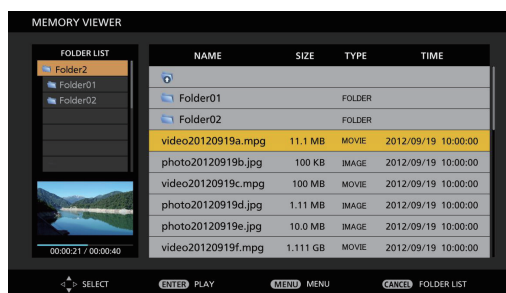 MEMORY VIEWER
FOLDER LIST
Folder2
Folder01
Folder02
00:00:21 / 00:00:40
NAME SIZE TYPE TIME
Folder01 FOLDER
Folder02 FOLDER
video20120919a.mpg 11.1 MB MOVIE 2012/09/19 10:00:00
photo20120919b.jpg 100 KB IMAGE 2012/09/19 10:00:00
video20120919c.mpg 100 MB MOVIE 2012/09/19 10:00:00
photo20120919d.jpg 1.11 MB IMAGE 2012/09/19 10:00:00
photo20120919e.jpg 10.0 MB IMAGE 2012/09/19 10:00:00
video20120919f.mpg 1.111 GB MOVIE 2012/09/19 10:00:00
SELECT ENTER PLAY MENU MENU CANCEL FOLDER LIST